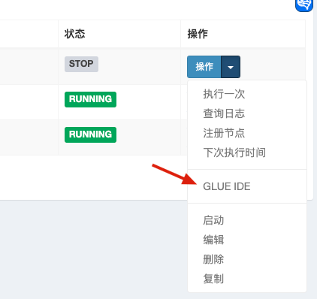 状态 操作
STOP 操作
RUNNING
RUNNING
执行一次
查询日志
注册节点
下次执行时间
GLUE IDE
启动
编辑
删除
复制